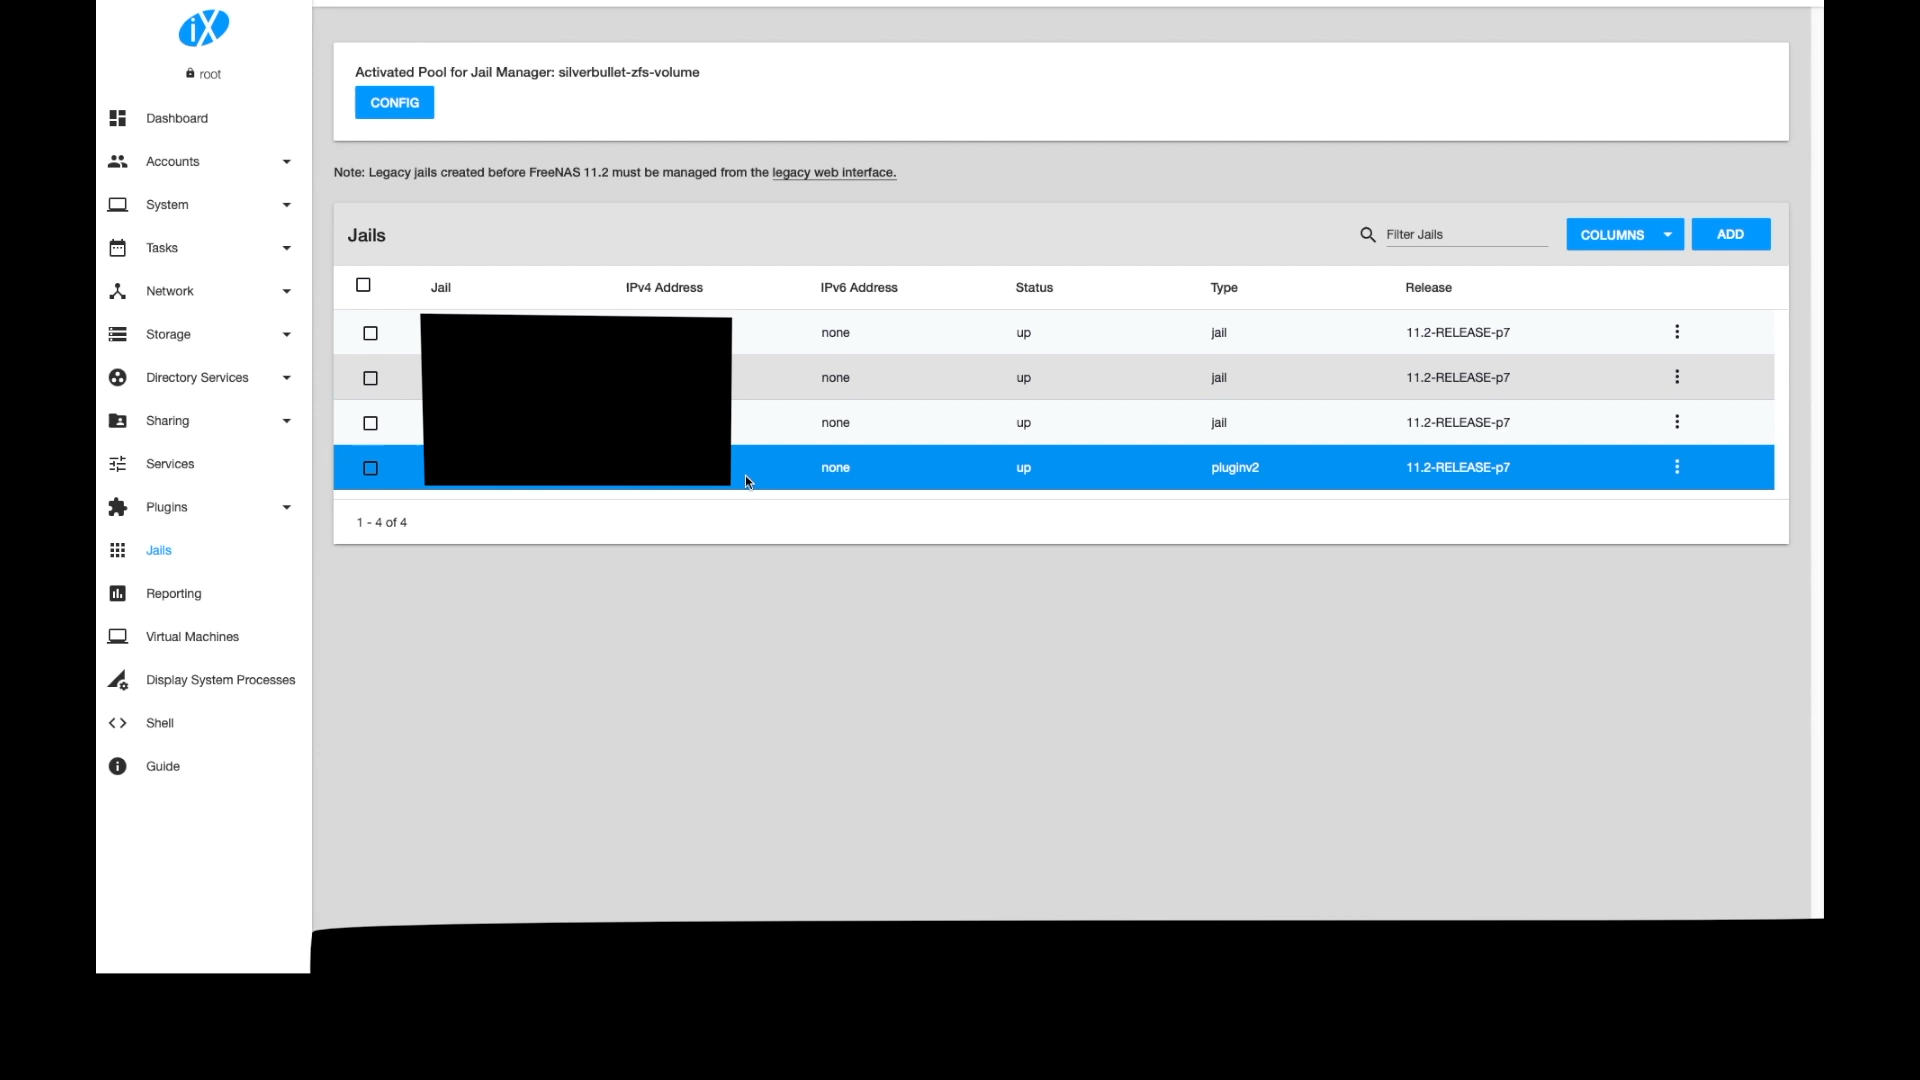 iX
root
Dashboard
Accounts
System
Tasks
Network
Storage
Directory Services
Sharing
Services
Plugins
Jails
Reporting
Virtual Machines
Display System Processes
Shell
Guide
Activated Pool for Jail Manager: silverbullet-zfs-volume
CONFIG
Note: Legacy jails created before FreeNAS 11.2 must be managed from the legacy web interface.
Jails Filter Jails COLUMNS ADD
Jail IPv4 Address IPv6 Address Status Type Release
none up jail 11.2-RELEASE-p7
none up jail 11.2-RELEASE-p7
none up jail 11.2-RELEASE-p7
none up pluginv2 11.2-RELEASE-p7
1 - 4 of 4